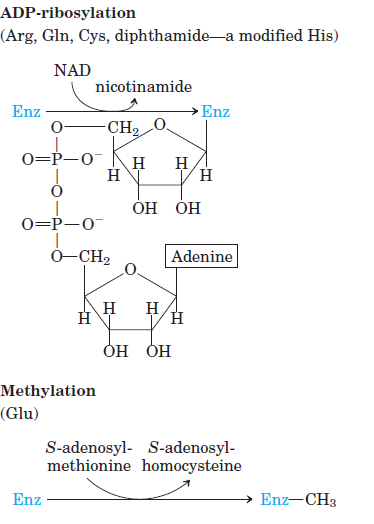 ADP-ribosylation
(Arg, Gln, Cys, diphthamide—a modified His)
NAD
nicotinamide
Enz Enz
O CH₂ O
O=P—O⁻
H H
H H
O
OH OH
O=P—O⁻
O—CH₂ Adenine
O
H H
H H
OH OH
Methylation
(Glu)
S-adenosyl- S-adenosyl-
methionine homocysteine
Enz Enz—CH₃